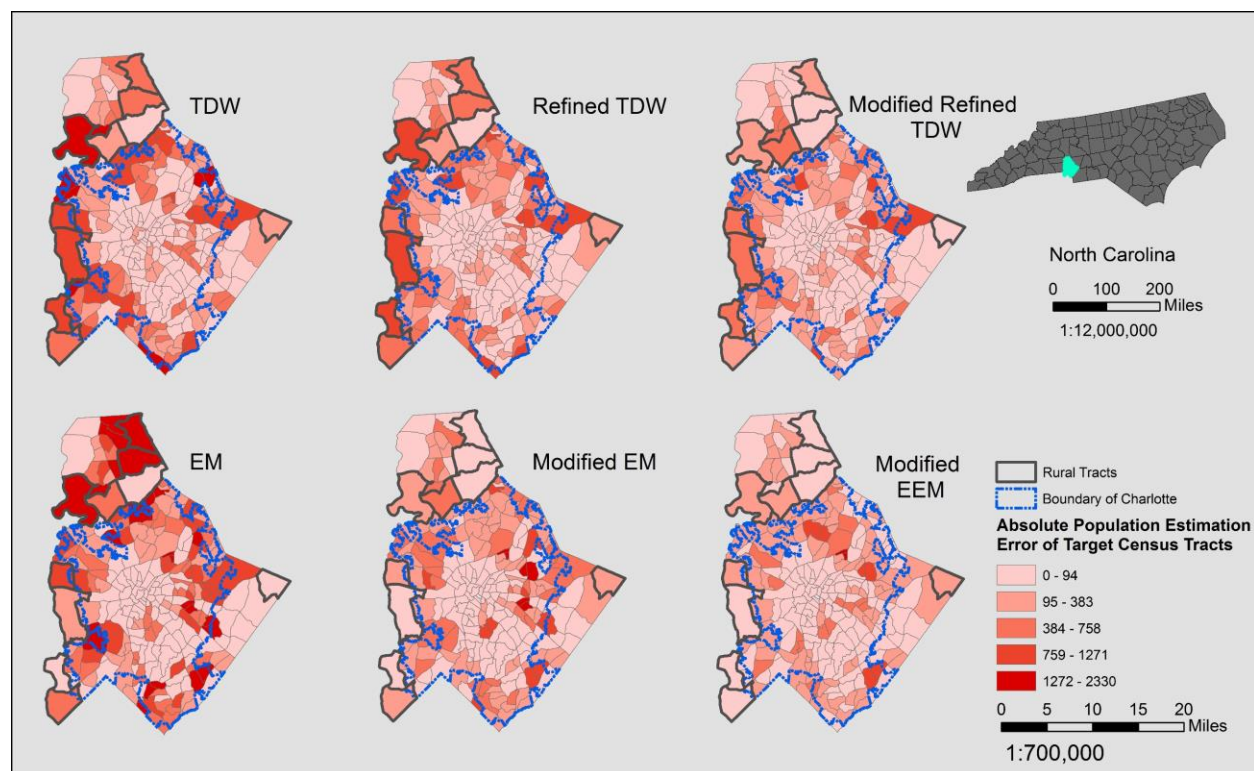 TDW
Refined TDW
Modified Refined
TDW
North Carolina
0 100 200
Miles
1:12,000,000
EM
Modified EM
Modified
EEM
Rural Tracts
Boundary of Charlotte
Absolute Population Estimation
Error of Target Census Tracts
0 - 94
95 - 383
384 - 758
759 - 1271
1272 - 2330
0 5 10 15 20
Miles
1:700,000